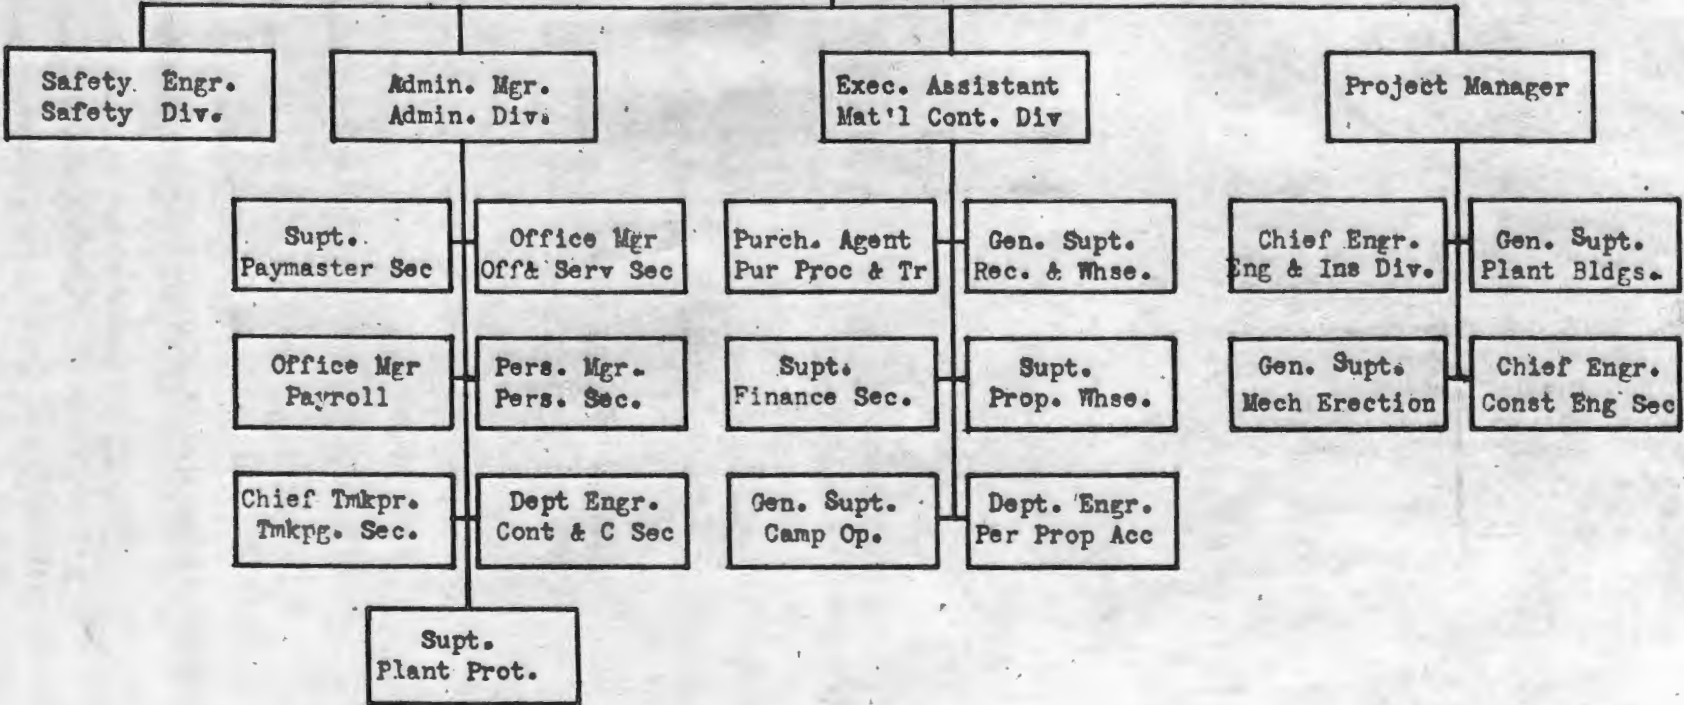 Safety. Engr.
Safety Div.
Admin. Mgr.
Admin. Div.
Exec. Assistant
Mat'l Cont. Div
Project Manager
Supt.
Paymaster Sec
Office Mgr
Off& Serv Sec
Purch. Agent
Pur Proc & Tr
Gen. Supt.
Rec. & Whse.
Chief Engr.
Eng & Ins Div.
Gen. Supt.
Plant Bldgs.
Office Mgr
Payroll
Pers. Mgr.
Pers. Sec.
Supt.
Finance Sec.
Supt.
Prop. Whse.
Gen. Supt.
Mech Erection
Chief Engr.
Const Eng Sec
Chief Tmkpr.
Tmkpg. Sec.
Dept Engr.
Cont & C Sec
Gen. Supt.
Camp Op.
Dept. Engr.
Per Prop Acc
Supt.
Plant Prot.